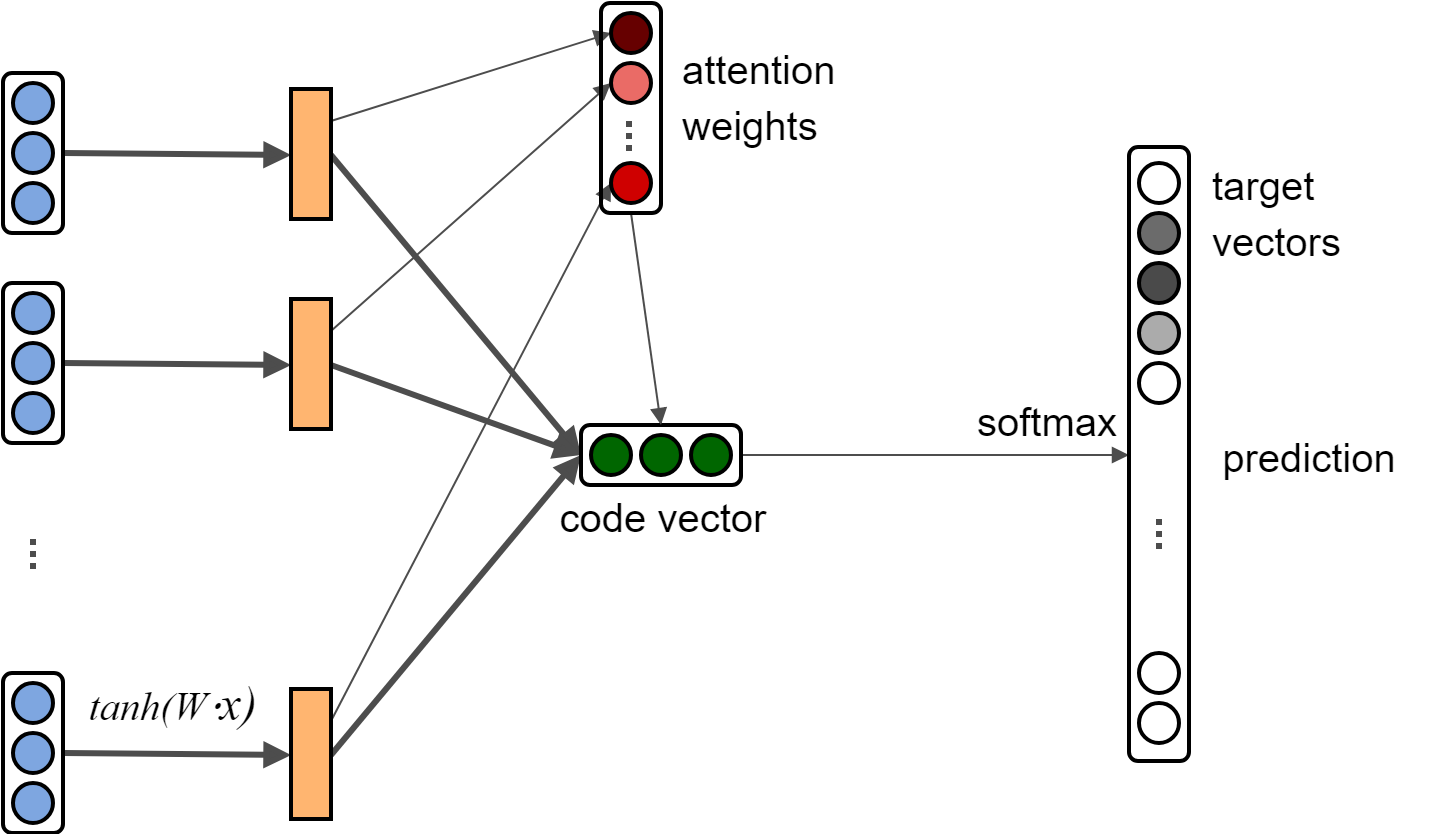 attention
weights
target
vectors
softmax
prediction
code vector
tanh(W·x)